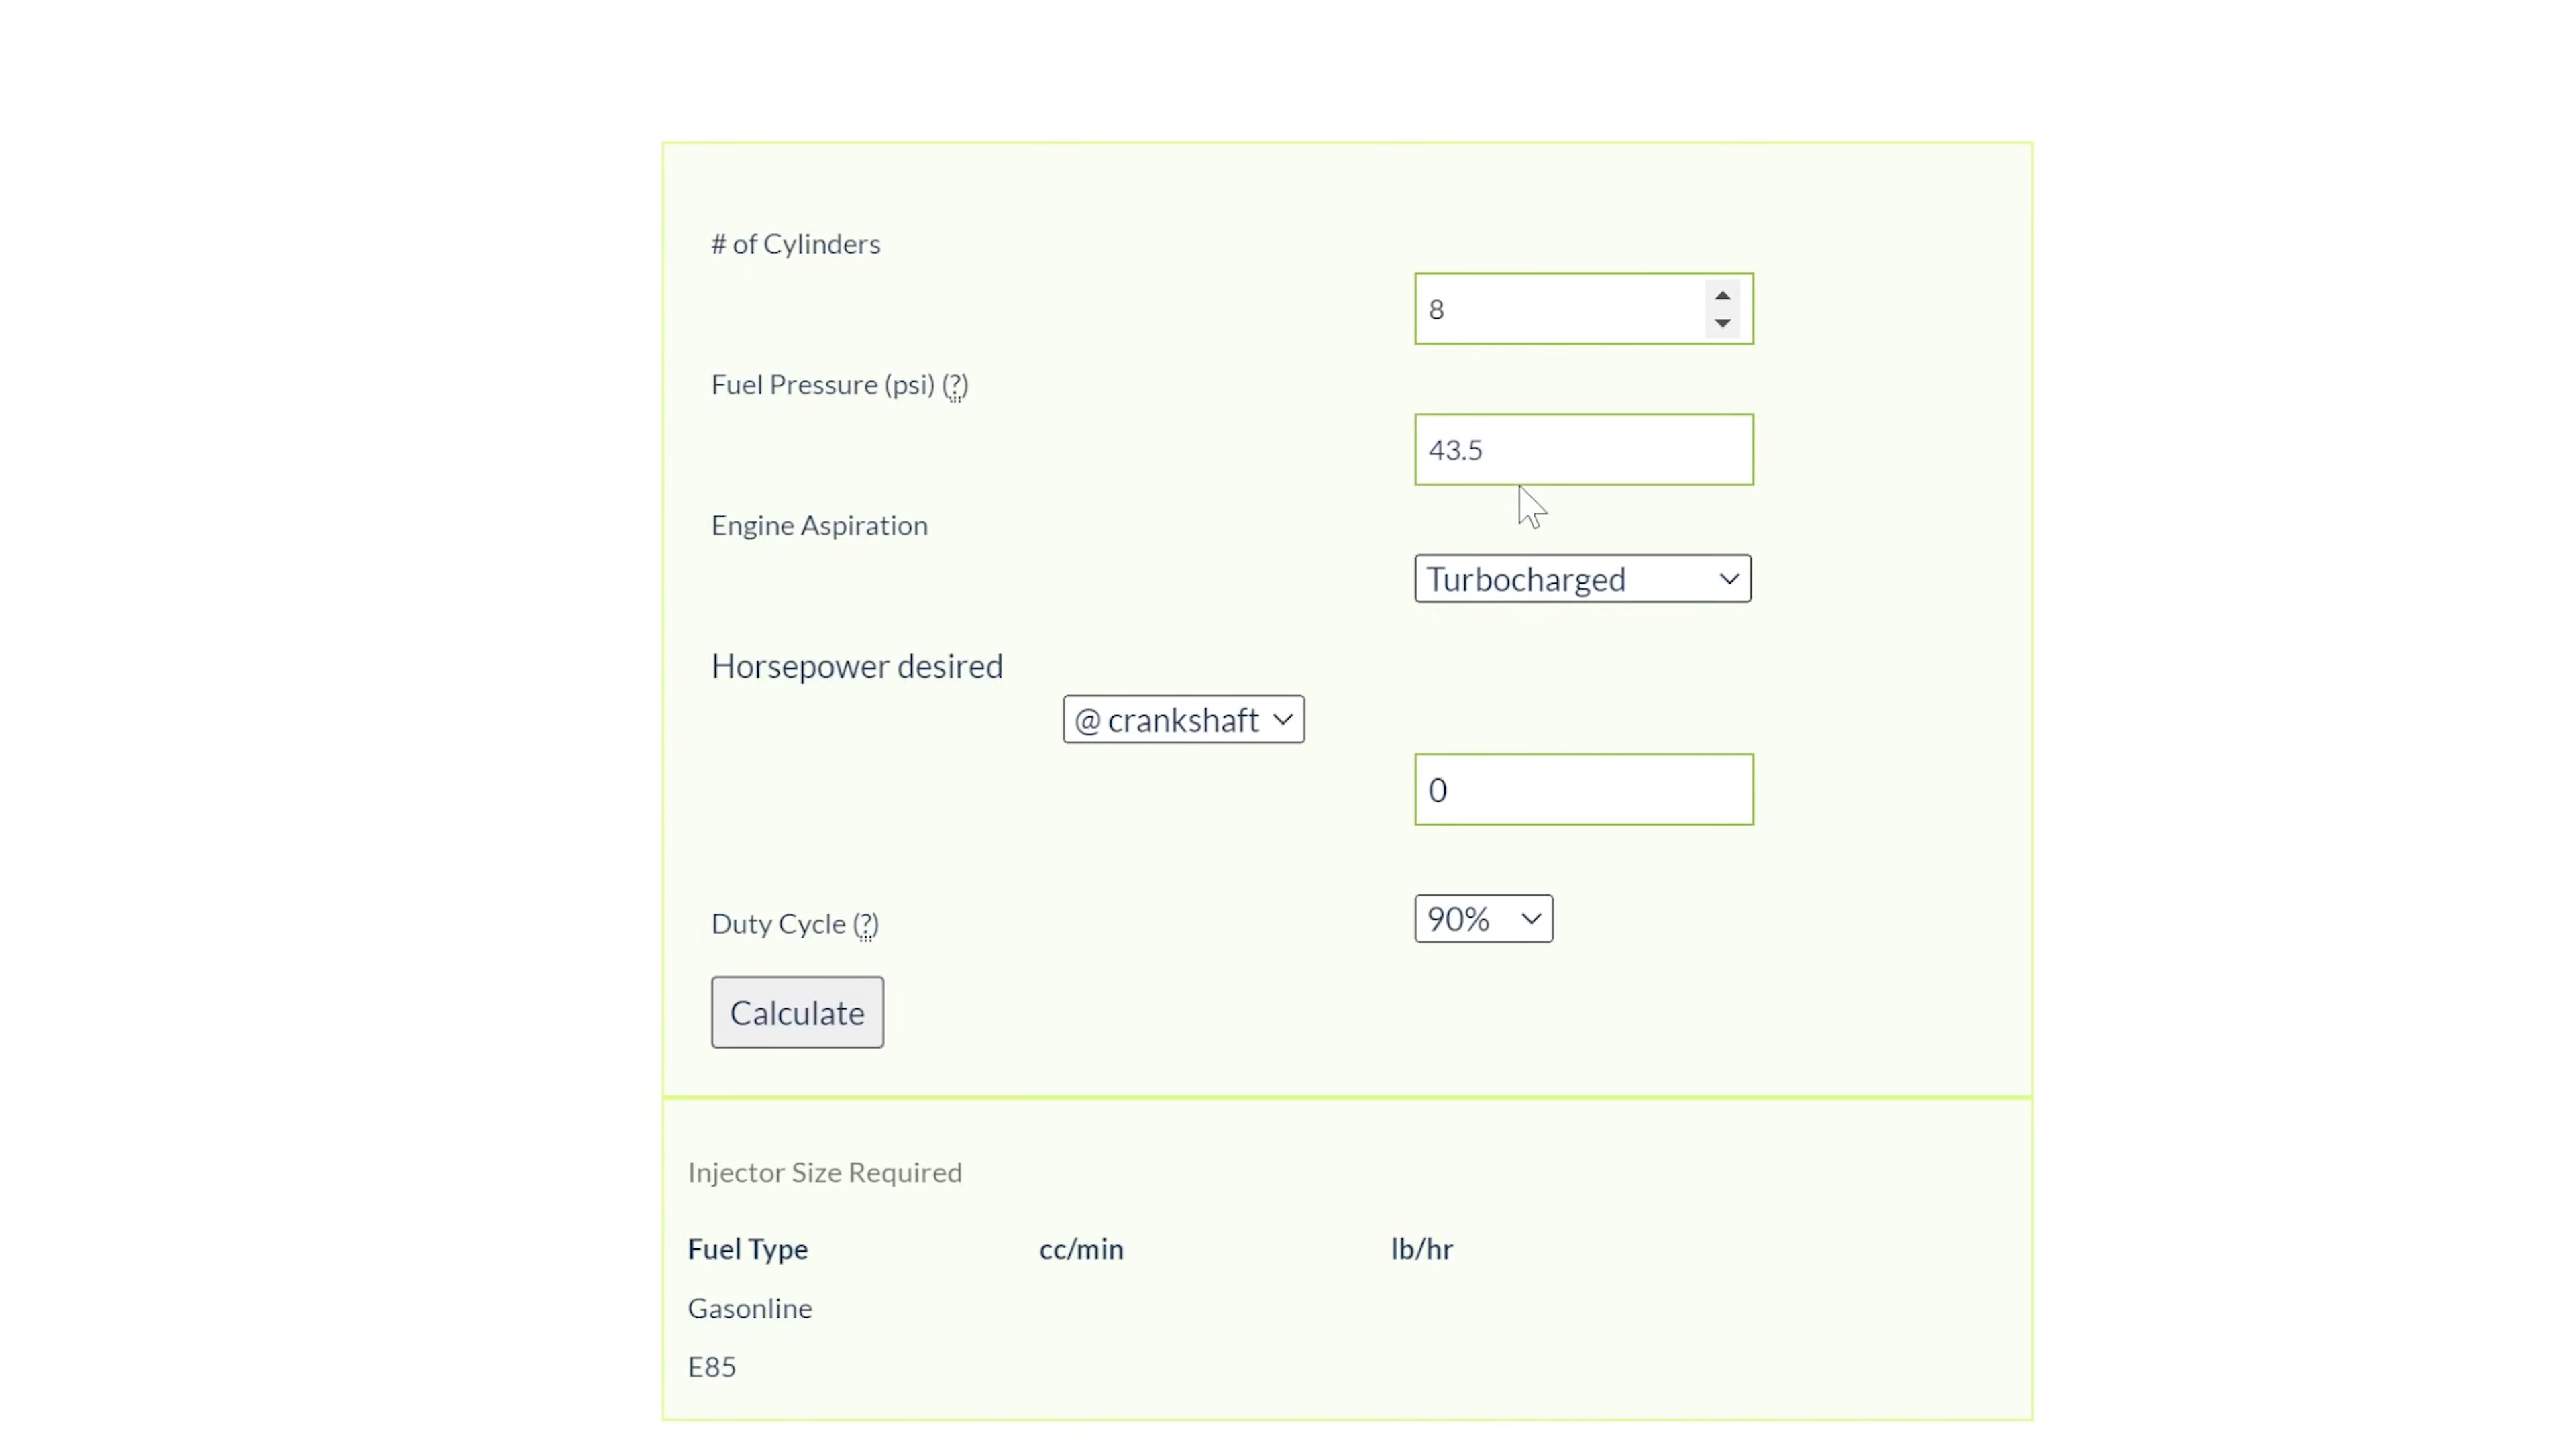 # of Cylinders
8
Fuel Pressure (psi) (?)
43.5
Engine Aspiration
Turbocharged
Horsepower desired
@ crankshaft
0
Duty Cycle (?)
90%
Calculate
Injector Size Required
Fuel Type cc/min lb/hr
Gasonline
E85